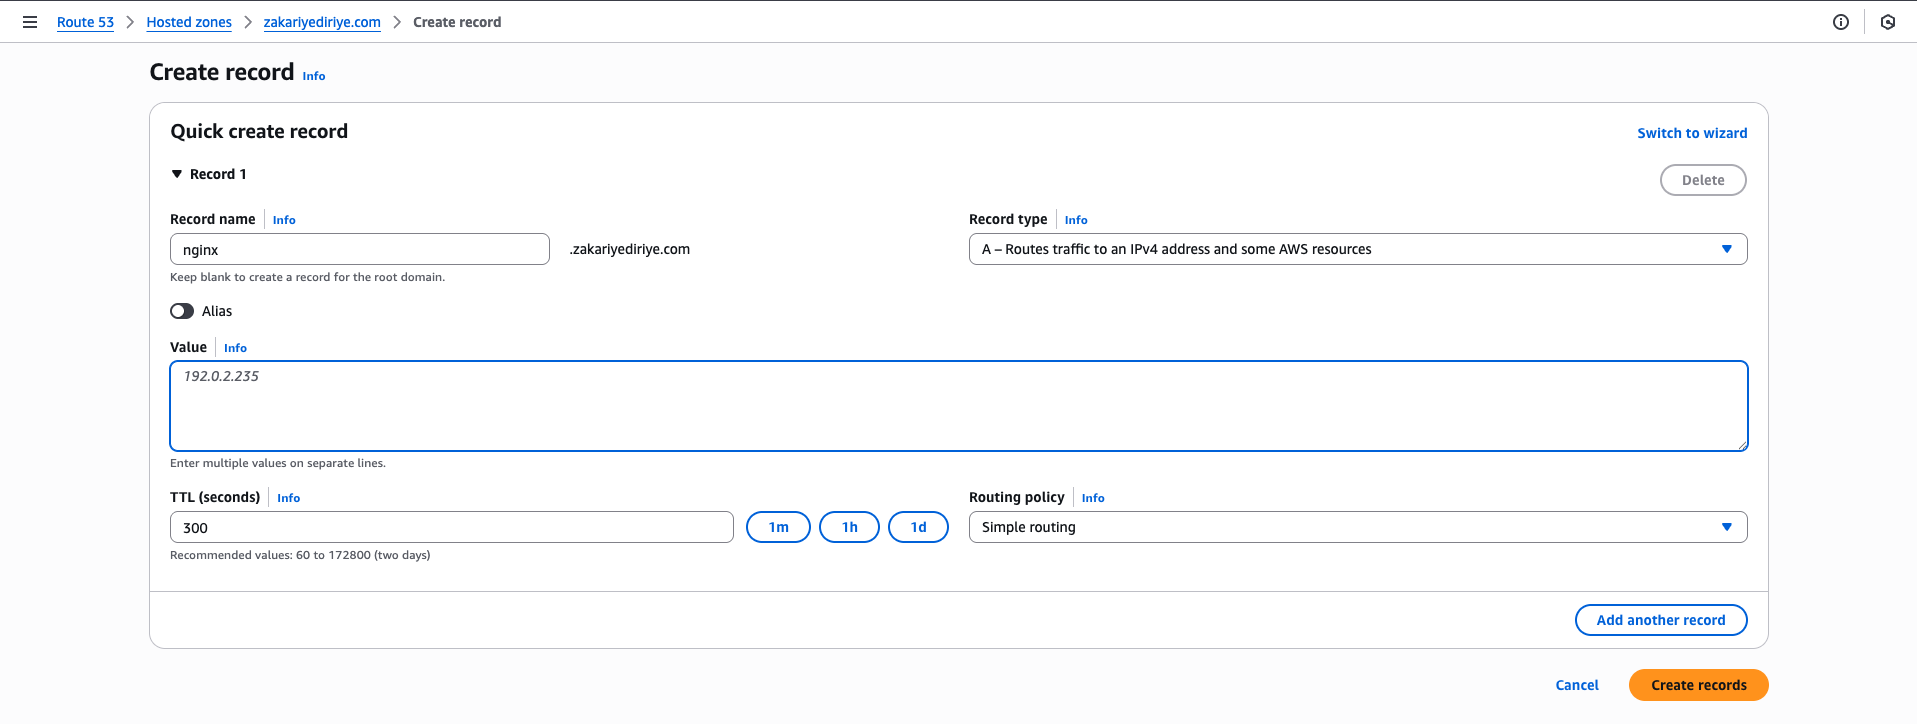 Route 53 > Hosted zones > zakariyediriye.com > Create record
Create record Info
Quick create record
Switch to wizard
Record 1
Delete
Record name Info
nginx .zakariyediriye.com
Keep blank to create a record for the root domain.
Record type Info
A – Routes traffic to an IPv4 address and some AWS resources
Alias
Value Info
192.0.2.235
Enter multiple values on separate lines.
TTL (seconds) Info
300 1m 1h 1d
Recommended values: 60 to 172800 (two days)
Routing policy Info
Simple routing
Add another record
Cancel Create records